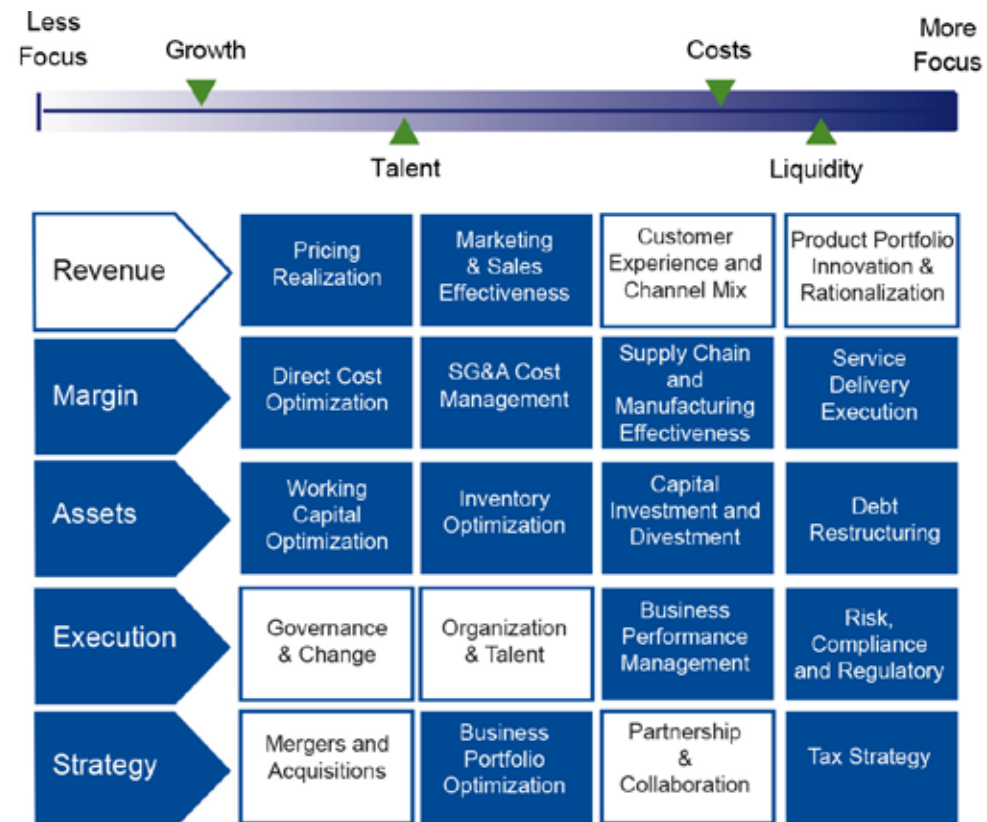 Less
Focus
Growth
Costs
More
Focus
Talent
Liquidity
Revenue
Pricing
Realization
Marketing
& Sales
Effectiveness
Customer
Experience and
Channel Mix
Product Portfolio
Innovation &
Rationalization
Margin
Direct Cost
Optimization
SG&A Cost
Management
Supply Chain
and
Manufacturing
Effectiveness
Service
Delivery
Execution
Assets
Working
Capital
Optimization
Inventory
Optimization
Capital
Investment and
Divestment
Debt
Restructuring
Execution
Governance
& Change
Organization
& Talent
Business
Performance
Management
Risk,
Compliance
and Regulatory
Strategy
Mergers and
Acquisitions
Business
Portfolio
Optimization
Partnership
&
Collaboration
Tax Strategy